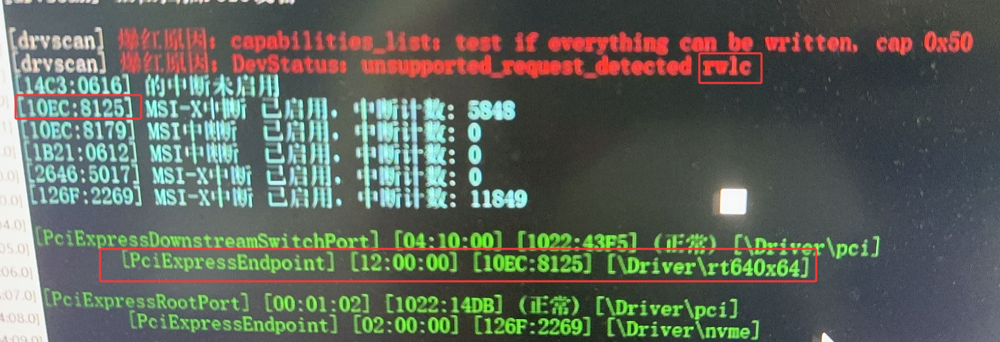 [drvscan] 爆红原因: capabilities_list: test if everything can be written, cap 0x50
[drvscan] 爆红原因: DevStatus: unsupported_request_detected rwlc
[14C3:0616] 的中断未启用
[10EC:8125] MSI-X中断 已启用, 中断计数: 5848
[10EC:8179] MSI中断 已启用, 中断计数: 0
[1B21:0612] MSI中断 已启用, 中断计数: 0
[2646:5017] MSI-X中断 已启用, 中断计数: 0
[126F:2269] MSI-X中断 已启用, 中断计数: 11849
[PciExpressDownstreamSwitchPort] [04:10:00] [1022:43F5] (正常) [\Driver\pci]
[PciExpressEndpoint] [12:00:00] [10EC:8125] [\Driver\rt640x64]
[PciExpressRootPort] [00:01:02] [1022:14DB] (正常) [\Driver\pci]
[PciExpressEndpoint] [02:00:00] [126F:2269] [\Driver\nvme]